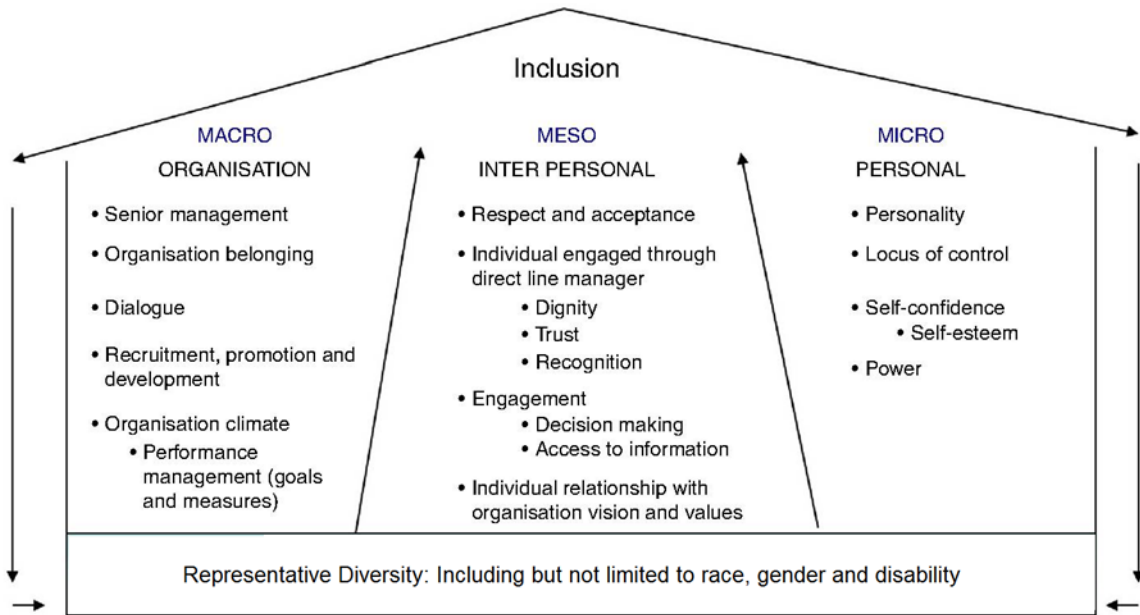 Inclusion
MACRO
ORGANISATION
• Senior management
• Organisation belonging
• Dialogue
• Recruitment, promotion and
development
• Organisation climate
• Performance
management (goals
and measures)
MESO
INTER PERSONAL
• Respect and acceptance
• Individual engaged through
direct line manager
• Dignity
• Trust
• Recognition
• Engagement
• Decision making
• Access to information
• Individual relationship with
organisation vision and values
MICRO
PERSONAL
• Personality
• Locus of control
• Self-confidence
• Self-esteem
• Power
Representative Diversity: Including but not limited to race, gender and disability